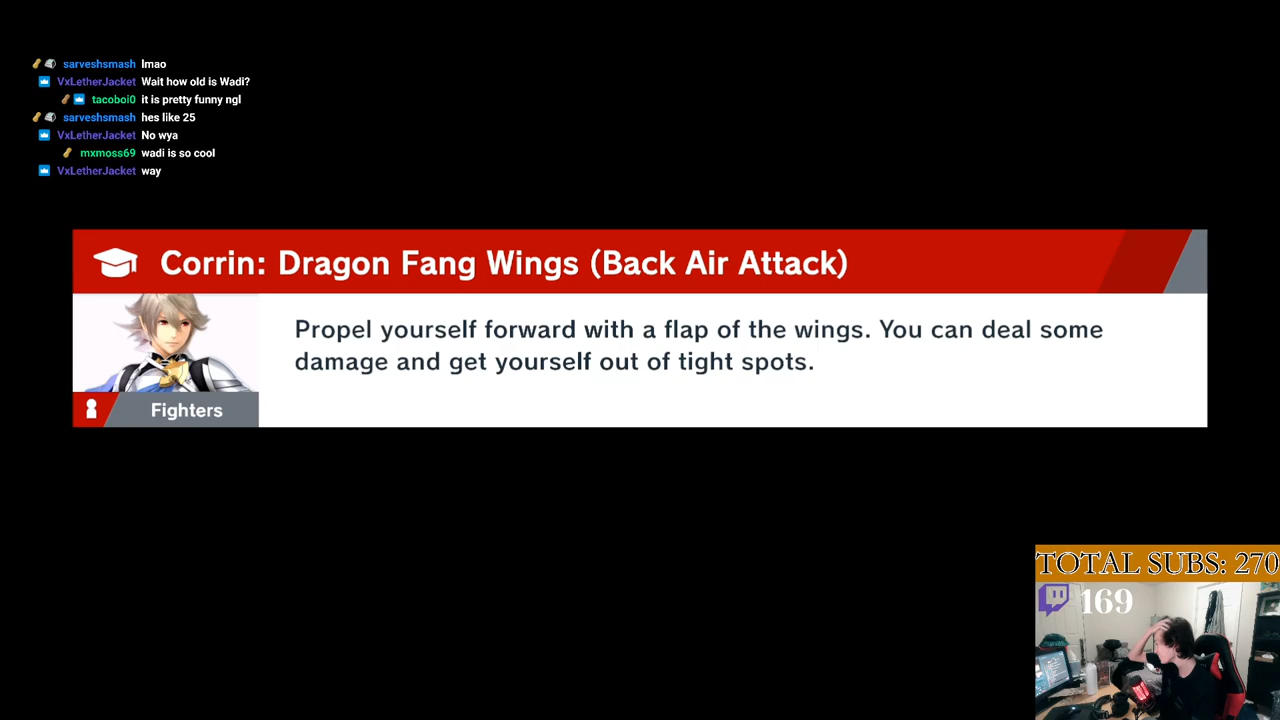 sarveshsmash lmao
VxLetherJacket Wait how old is Wadi?
tacoboi0 it is pretty funny ngl
sarveshsmash hes like 25
VxLetherJacket No wya
mxmoss69 wadi is so cool
VxLetherJacket way
Corrin: Dragon Fang Wings (Back Air Attack)
Propel yourself forward with a flap of the wings. You can deal some
damage and get yourself out of tight spots.
Fighters
TOTAL SUBS: 270
169